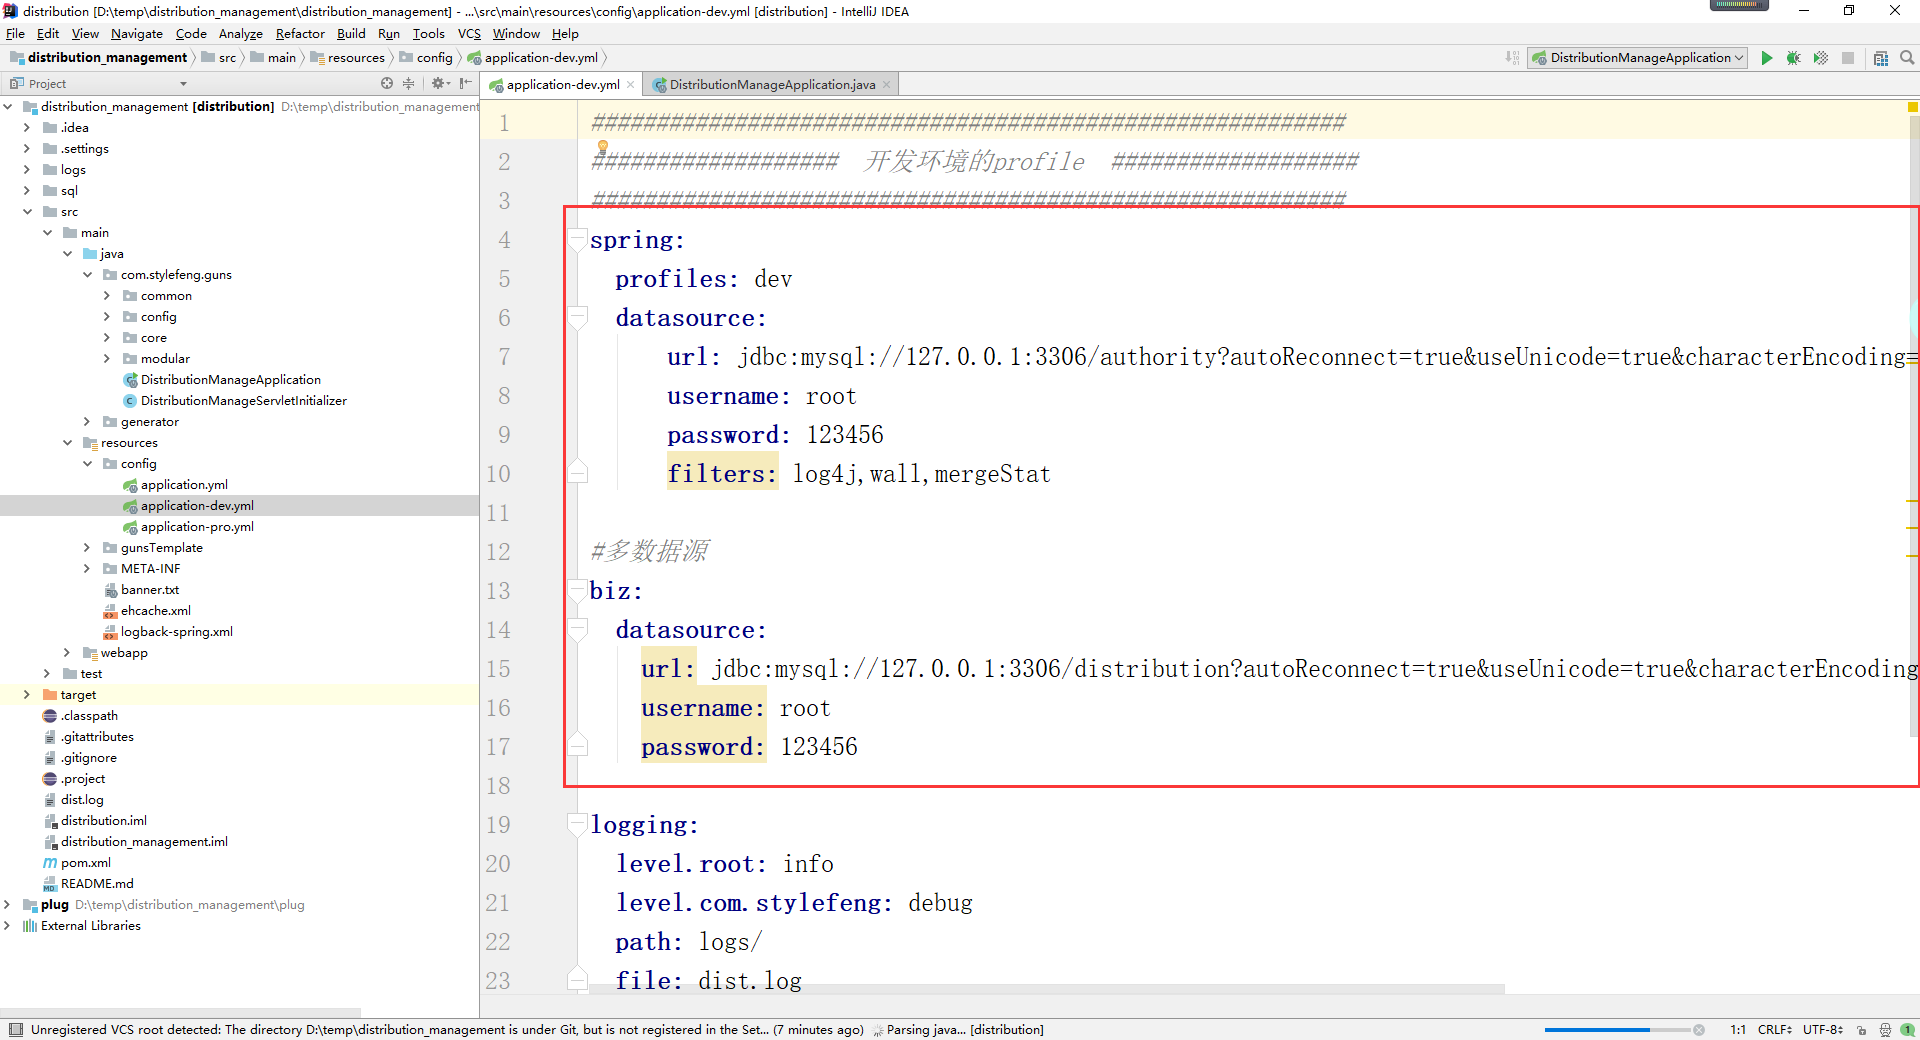 distribution [D:\temp\distribution_management\distribution_management] - ...\src\main\resources\config\application-dev.yml [distribution] - IntelliJ IDEA
File Edit View Navigate Code Analyze Refactor Build Run Tools VCS Window Help
distribution_management src main resources config application-dev.yml DistributionManageApplication
Project
application-dev.yml DistributionManageApplication.java
distribution_management [distribution] D:\temp\distribution_management
.idea
.settings
logs
sql
src
main
java
com.stylefeng.guns
common
config
core
modular
DistributionManageApplication
DistributionManageServletInitializer
generator
resources
config
application.yml
application-dev.yml
application-pro.yml
gunsTemplate
META-INF
banner.txt
ehcache.xml
logback-spring.xml
webapp
test
target
.classpath
.gitattributes
.gitignore
.project
dist.log
distribution.iml
distribution_management.iml
pom.xml
README.md
plug D:\temp\distribution_management\plug
External Libraries
1 ##########################################################
2 ################### 开发环境的profile ###################
3 ##########################################################
4 spring:
5 profiles: dev
6 datasource:
7 url: jdbc:mysql://127.0.0.1:3306/authority?autoReconnect=true&useUnicode=true&characterEncoding=
8 username: root
9 password: 123456
10 filters: log4j,wall,mergeStat
11
12 #多数据源
13 biz:
14 datasource:
15 url: jdbc:mysql://127.0.0.1:3306/distribution?autoReconnect=true&useUnicode=true&characterEncoding
16 username: root
17 password: 123456
18
19 logging:
20 level.root: info
21 level.com.stylefeng: debug
22 path: logs/
23 file: dist.log
Unregistered VCS root detected: The directory D:\temp\distribution_management is under Git, but is not registered in the Set... (7 minutes ago) Parsing java... [distribution] 1:1 CRLF UTF-8 1